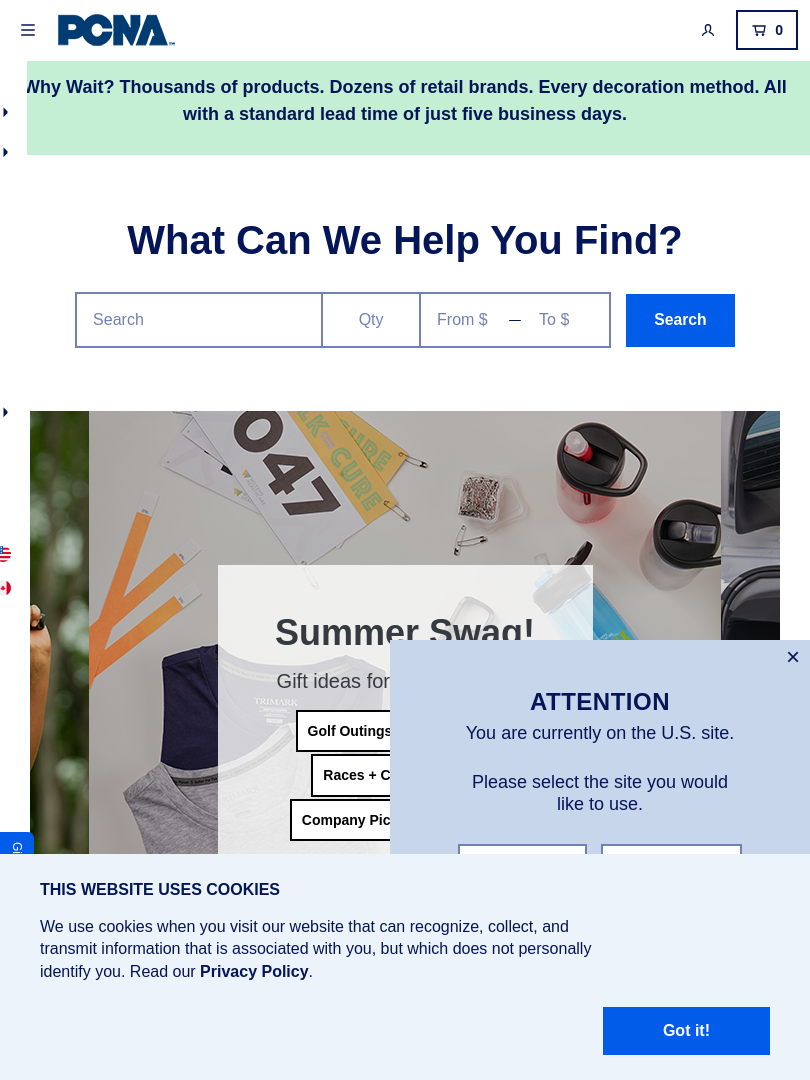 PCNA
0
Why Wait? Thousands of products. Dozens of retail brands. Every decoration method. All
with a standard lead time of just five business days.
What Can We Help You Find?
Search
Qty
From $
—
To $
Search
047
CURE
CURE
TRIMARK
Summer Swag!
Gift ideas for
Golf Outings
Races + C
Company Pic
×
ATTENTION
You are currently on the U.S. site.
Please select the site you would
like to use.
THIS WEBSITE USES COOKIES
We use cookies when you visit our website that can recognize, collect, and
transmit information that is associated with you, but which does not personally
identify you. Read our Privacy Policy.
Got it!